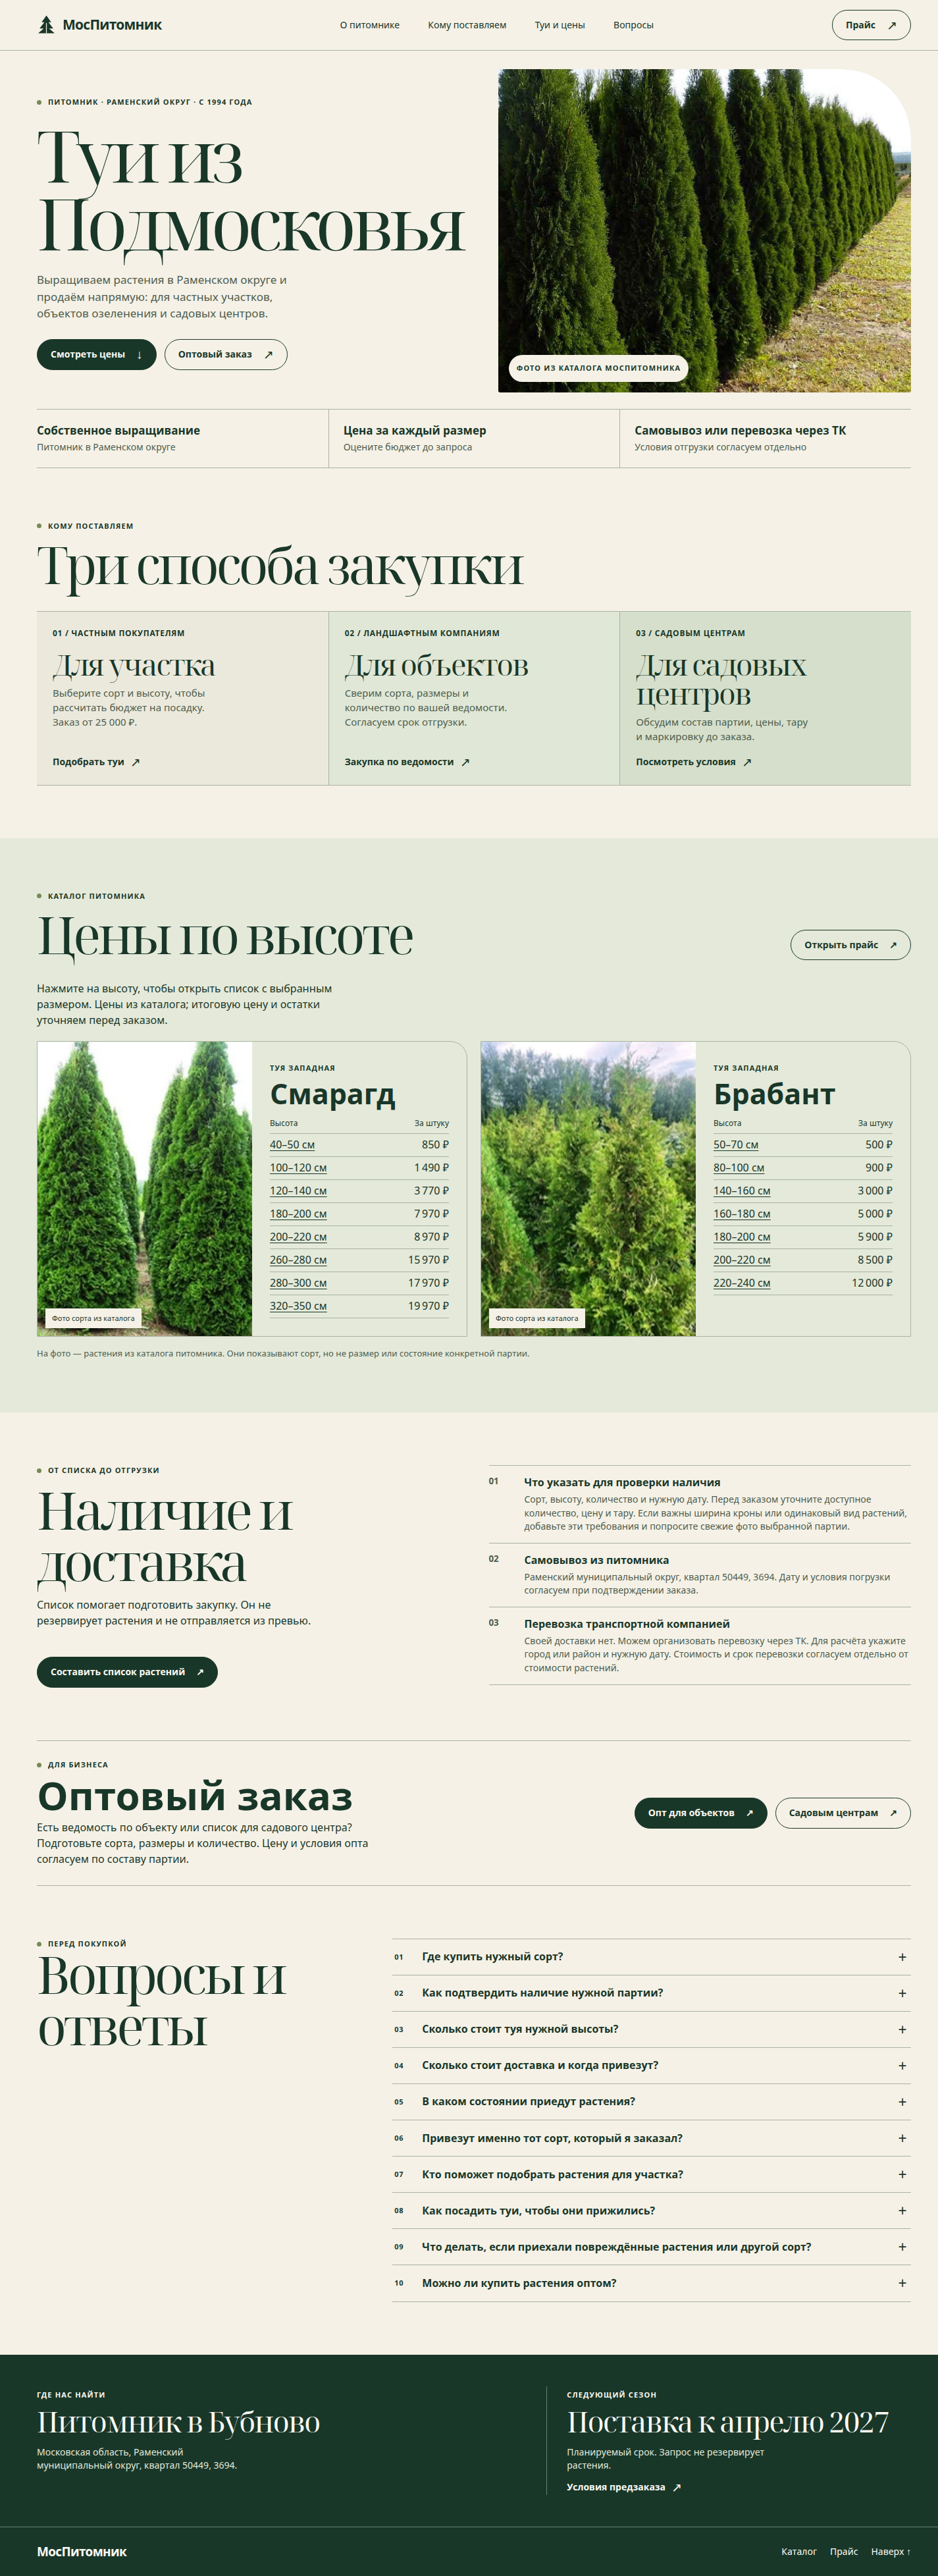 МосПитомник
О питомнике
Кому поставляем
Туи и цены
Вопросы
Прайс ↗
ПИТОМНИК · РАМЕНСКИЙ ОКРУГ · С 1994 ГОДА
Туи из
Подмосковья
Выращиваем растения в Раменском округе и
продаём напрямую: для частных участков,
объектов озеленения и садовых центров.
Смотреть цены ↓
Оптовый заказ ↗
ФОТО ИЗ КАТАЛОГА МОСПИТОМНИКА
Собственное выращивание
Питомник в Раменском округе
Цена за каждый размер
Оцените бюджет до запроса
Самовывоз или перевозка через ТК
Условия отгрузки согласуем отдельно
КОМУ ПОСТАВЛЯЕМ
Три способа закупки
01 / ЧАСТНЫМ ПОКУПАТЕЛЯМ
Для участка
Выберите сорт и высоту, чтобы
рассчитать бюджет на посадку.
Заказ от 25 000 ₽.
Подобрать туи ↗
02 / ЛАНДШАФТНЫМ КОМПАНИЯМ
Для объектов
Сверим сорта, размеры и
количество по вашей ведомости.
Согласуем срок отгрузки.
Закупка по ведомости ↗
03 / САДОВЫМ ЦЕНТРАМ
Для садовых
центров
Обсудим состав партии, цены, тару
и маркировку до заказа.
Посмотреть условия ↗
КАТАЛОГ ПИТОМНИКА
Цены по высоте
Открыть прайс ↗
Нажмите на высоту, чтобы открыть список с выбранным
размером. Цены из каталога; итоговую цену и остатки
уточняем перед заказом.
Фото сорта из каталога
ТУЯ ЗАПАДНАЯ
Смарагд
Высота За штуку
40–50 см 850 ₽
100–120 см 1 490 ₽
120–140 см 3 770 ₽
180–200 см 7 970 ₽
200–220 см 8 970 ₽
260–280 см 15 970 ₽
280–300 см 17 970 ₽
320–350 см 19 970 ₽
Фото сорта из каталога
ТУЯ ЗАПАДНАЯ
Брабант
Высота За штуку
50–70 см 500 ₽
80–100 см 900 ₽
140–160 см 3 000 ₽
160–180 см 5 000 ₽
180–200 см 5 900 ₽
200–220 см 8 500 ₽
220–240 см 12 000 ₽
На фото — растения из каталога питомника. Они показывают сорт, но не размер или состояние конкретной партии.
ОТ СПИСКА ДО ОТГРУЗКИ
Наличие и
доставка
Список помогает подготовить закупку. Он не
резервирует растения и не отправляется из превью.
Составить список растений ↗
01 Что указать для проверки наличия
Сорт, высоту, количество и нужную дату. Перед заказом уточните доступное
количество, цену и тару. Если важны ширина кроны или одинаковый вид растений,
добавьте эти требования и попросите свежие фото выбранной партии.
02 Самовывоз из питомника
Раменский муниципальный округ, квартал 50449, 3694. Дату и условия погрузки
согласуем при подтверждении заказа.
03 Перевозка транспортной компанией
Своей доставки нет. Можем организовать перевозку через ТК. Для расчёта укажите
город или район и нужную дату. Стоимость и срок перевозки согласуем отдельно от
стоимости растений.
ДЛЯ БИЗНЕСА
Оптовый заказ
Есть ведомость по объекту или список для садового центра?
Подготовьте сорта, размеры и количество. Цену и условия опта
согласуем по составу партии.
Опт для объектов ↗
Садовым центрам ↗
ПЕРЕД ПОКУПКОЙ
Вопросы и
ответы
01 Где купить нужный сорт? +
02 Как подтвердить наличие нужной партии? +
03 Сколько стоит туя нужной высоты? +
04 Сколько стоит доставка и когда привезут? +
05 В каком состоянии приедут растения? +
06 Привезут именно тот сорт, который я заказал? +
07 Кто поможет подобрать растения для участка? +
08 Как посадить туи, чтобы они прижились? +
09 Что делать, если приехали повреждённые растения или другой сорт? +
10 Можно ли купить растения оптом? +
ГДЕ НАС НАЙТИ
Питомник в Бубново
Московская область, Раменский
муниципальный округ, квартал 50449, 3694.
СЛЕДУЮЩИЙ СЕЗОН
Поставка к апрелю 2027
Планируемый срок. Запрос не резервирует
растения.
Условия предзаказа ↗
МосПитомник
Каталог
Прайс
Наверх ↑